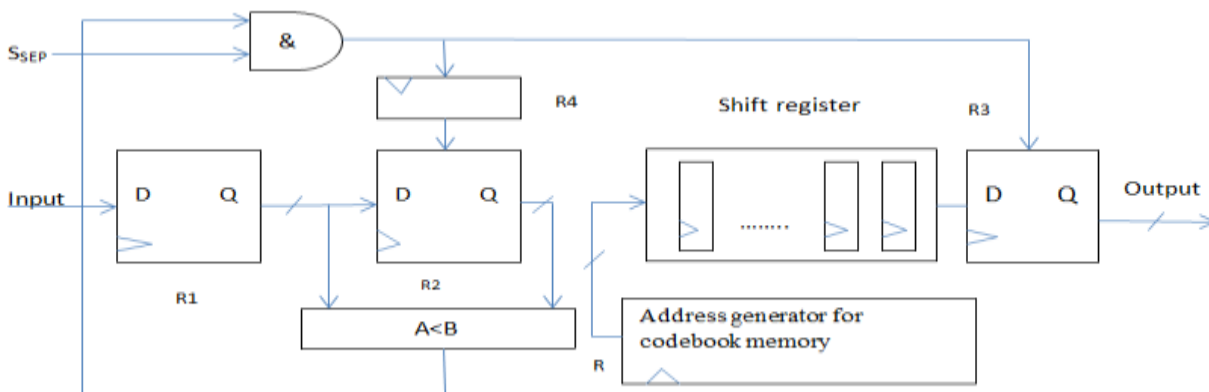 &
S_SEP
R4
Shift register
R3
Input
D Q
D Q
........
D Q
Output
R1
R2
A<B
Address generator for
codebook memory
R